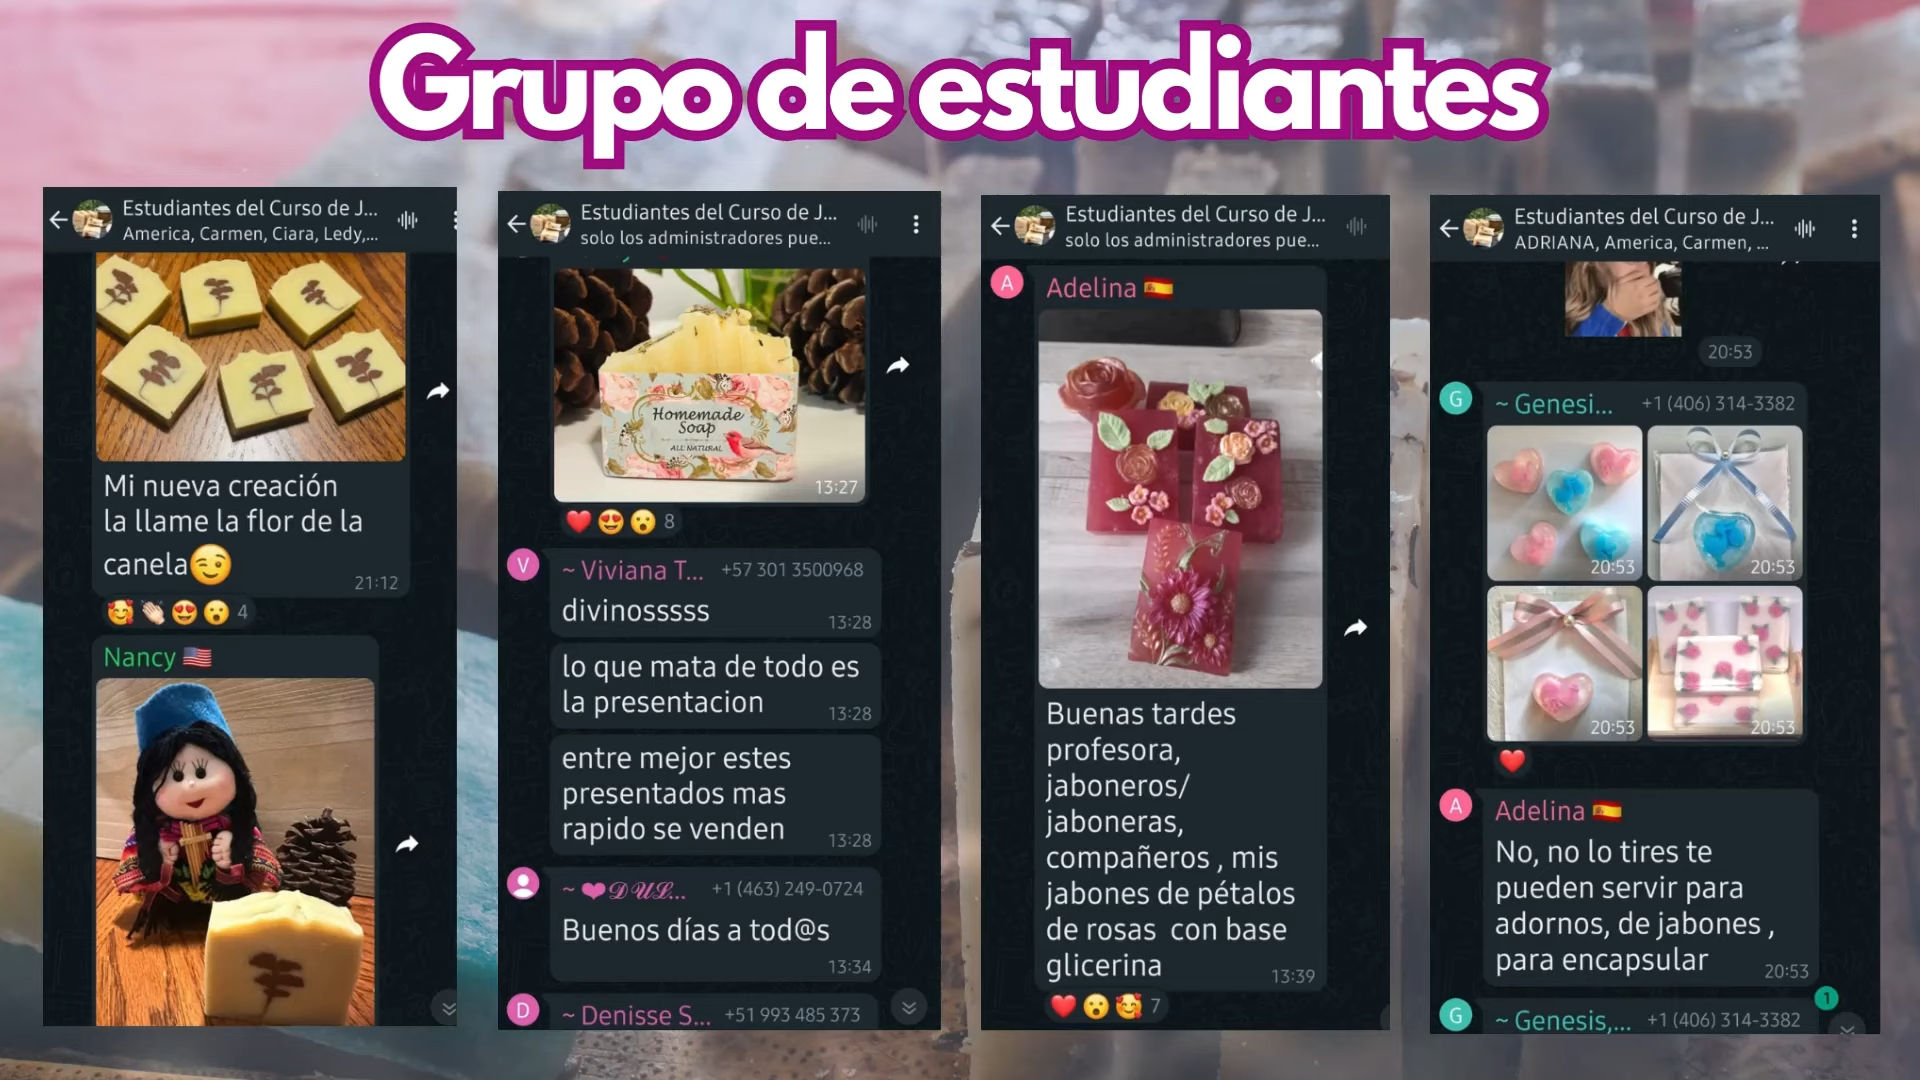 Grupo de estudiantes
Estudiantes del Curso de J...
America, Carmen, Ciara, Ledy,...
Mi nueva creación
la llame la flor de la
canela😉
21:12
4
Nancy 🇺🇸
Estudiantes del Curso de J...
solo los administradores pue...
Homemade
Soap
ALL NATURAL
13:27
8
V
~ Viviana T... +57 301 3500968
divinosssss
13:28
lo que mata de todo es
la presentacion
13:28
entre mejor estes
presentados mas
rapido se venden
13:28
~ ❤𝓓𝓤𝓛... +1 (463) 249-0724
Buenos días a tod@s
13:34
D
~ Denisse S... +51 993 485 373
Estudiantes del Curso de J...
solo los administradores pue...
A
Adelina 🇪🇸
Buenas tardes
profesora,
jaboneros/
jaboneras,
compañeros , mis
jabones de pétalos
de rosas con base
glicerina
13:39
7
Estudiantes del Curso de J...
ADRIANA, America, Carmen, ...
20:53
G
~ Genesi... +1 (406) 314-3382
20:53
20:53
20:53
20:53
A
Adelina 🇪🇸
No, no lo tires te
pueden servir para
adornos, de jabones ,
para encapsular
20:53
1
G
~ Genesis,... +1 (406) 314-3382